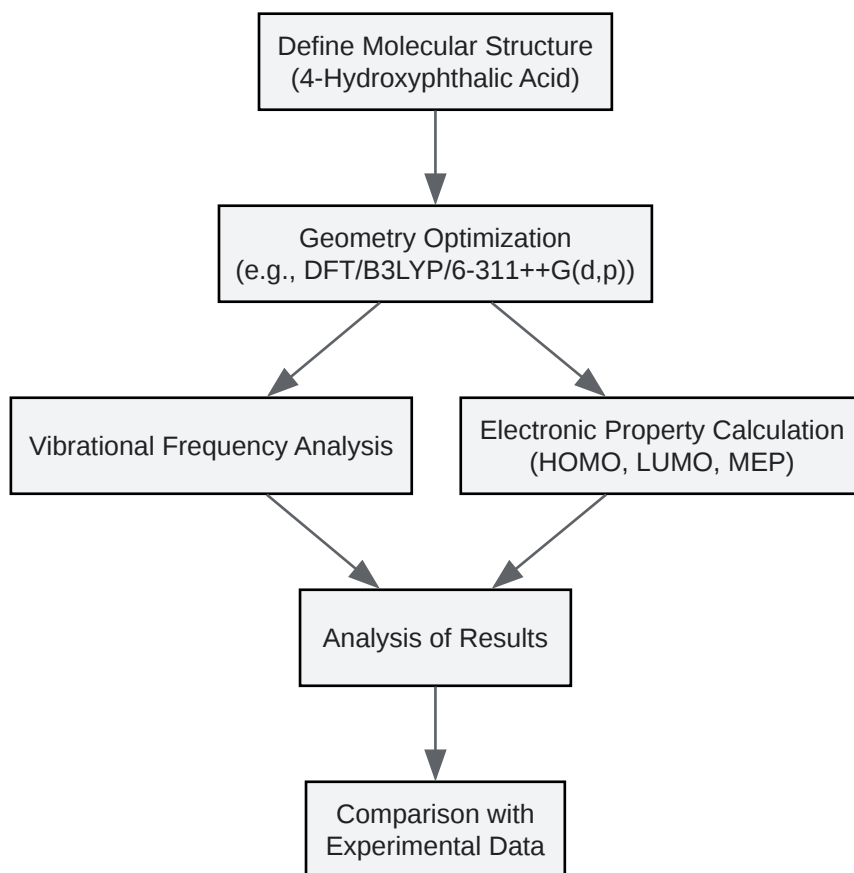 Define Molecular Structure
(4-Hydroxyphthalic Acid)
Geometry Optimization
(e.g., DFT/B3LYP/6-311++G(d,p))
Vibrational Frequency Analysis
Electronic Property Calculation
(HOMO, LUMO, MEP)
Analysis of Results
Comparison with
Experimental Data